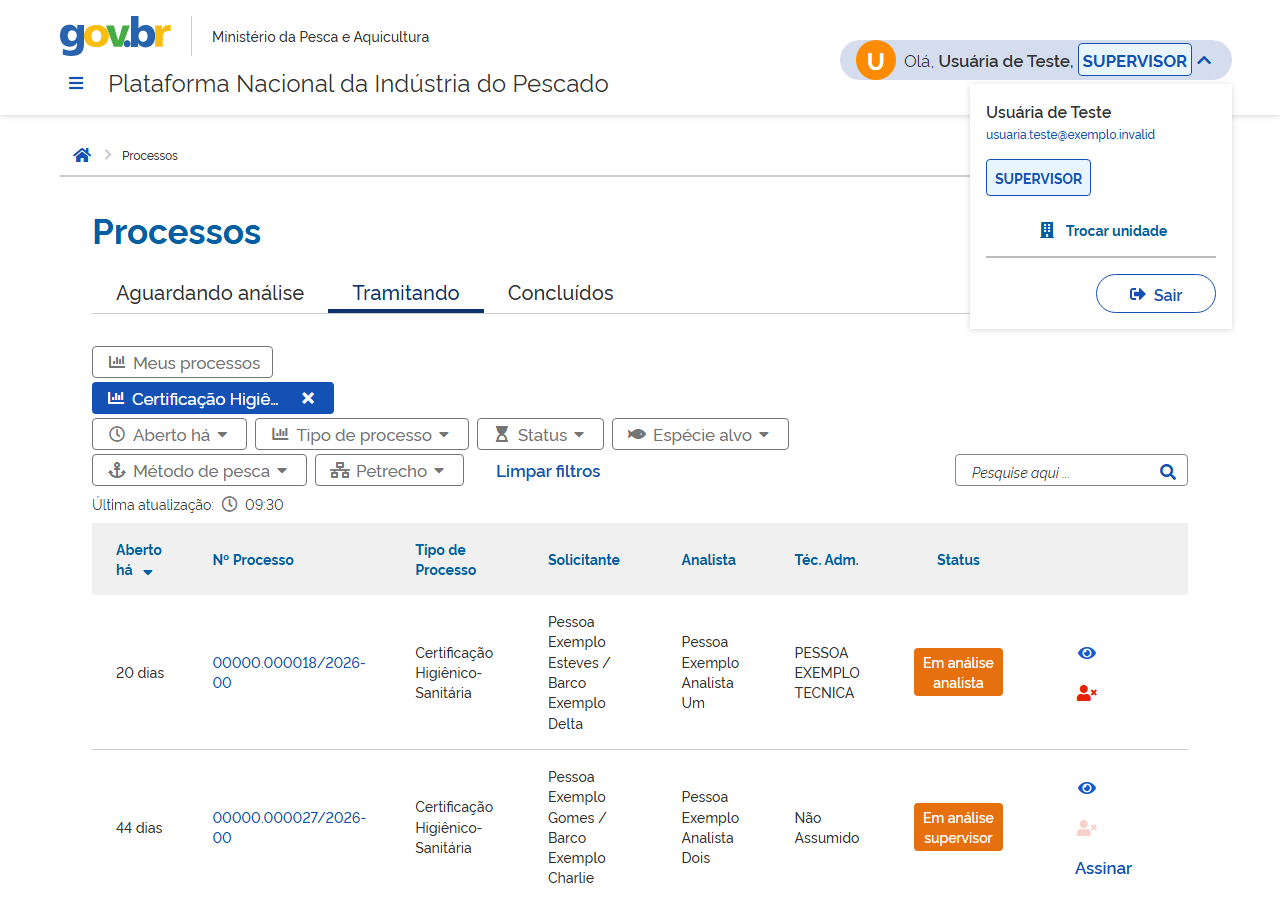 gov.br
Ministério da Pesca e Aquicultura
Plataforma Nacional da Indústria do Pescado
U Olá, Usuária de Teste, SUPERVISOR
Usuária de Teste
usuaria.teste@exemplo.invalid
SUPERVISOR
Trocar unidade
Sair
Processos
Processos
Aguardando análise Tramitando Concluídos
Meus processos
Certificação Higiê...
Aberto há Tipo de processo Status Espécie alvo
Método de pesca Petrecho Limpar filtros Pesquise aqui ...
Última atualização: 09:30
Aberto
há
Nº Processo
Tipo de
Processo
Solicitante
Analista
Téc. Adm.
Status
20 dias
00000.000018/2026-
00
Certificação
Higiênico-
Sanitária
Pessoa
Exemplo
Esteves /
Barco
Exemplo
Delta
Pessoa
Exemplo
Analista
Um
PESSOA
EXEMPLO
TECNICA
Em análise
analista
44 dias
00000.000027/2026-
00
Certificação
Higiênico-
Sanitária
Pessoa
Exemplo
Gomes /
Barco
Exemplo
Charlie
Pessoa
Exemplo
Analista
Dois
Não
Assumido
Em análise
supervisor
Assinar